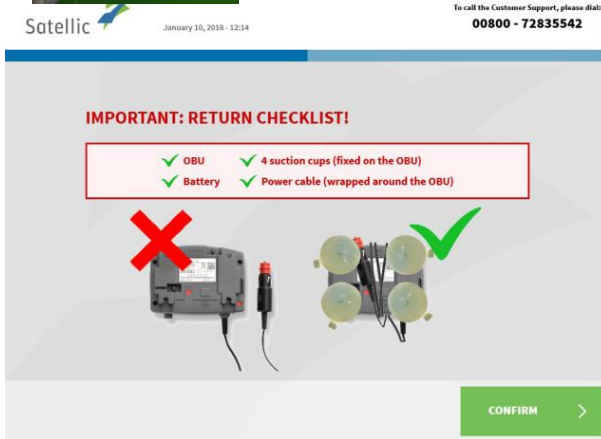 To call the Customer Support, please dial:
Satellic
January 10, 2018 - 12:14
00800 - 72835542
IMPORTANT: RETURN CHECKLIST!
OBU
4 suction cups (fixed on the OBU)
Battery
Power cable (wrapped around the OBU)
CONFIRM